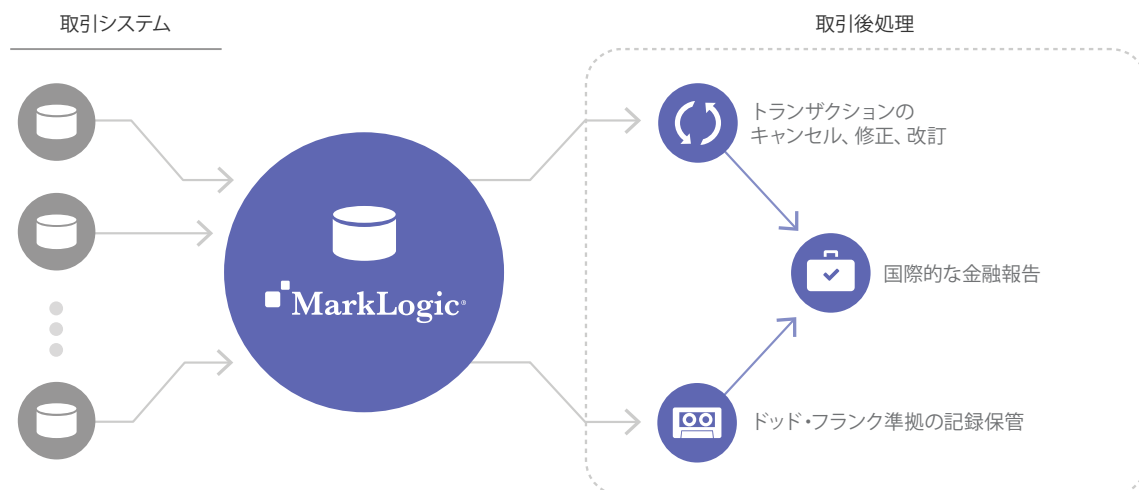 取引システム
取引後処理
トランザクションの
キャンセル、修正、改訂
MarkLogic®
国際的な金融報告
ドッド・フランク準拠の記録保管